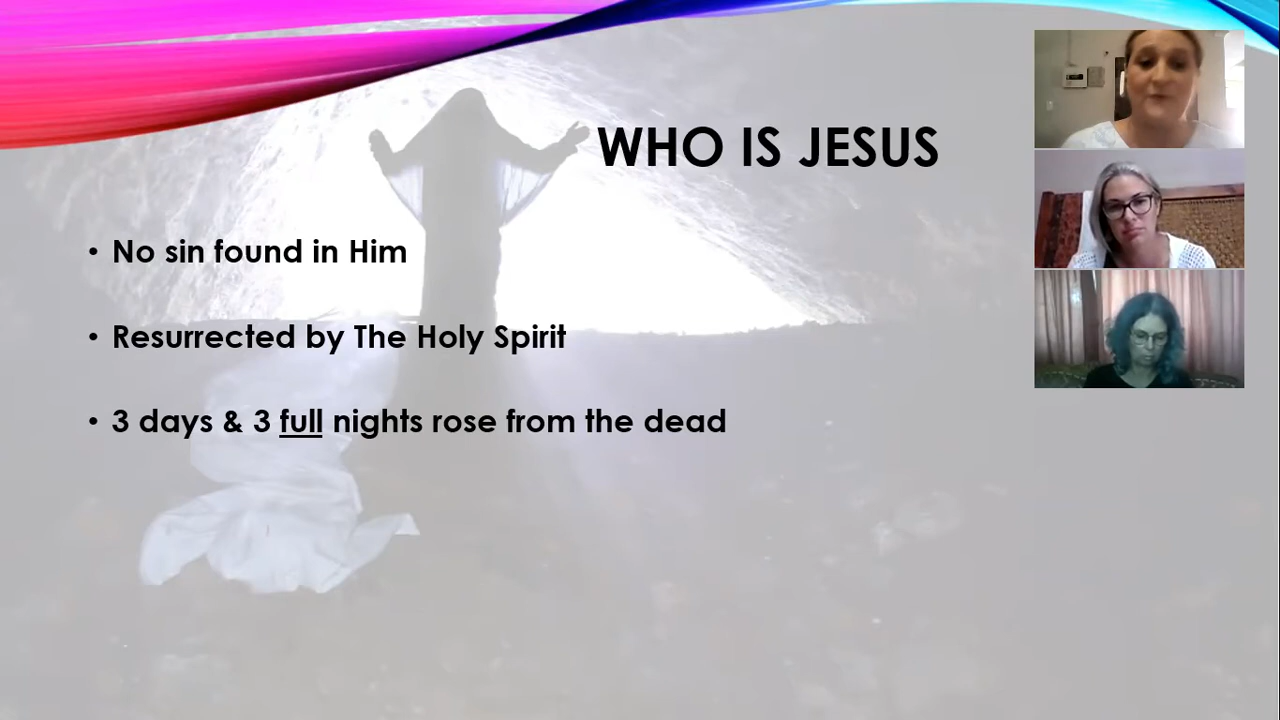 WHO IS JESUS
• No sin found in Him
• Resurrected by The Holy Spirit
• 3 days & 3 full nights rose from the dead